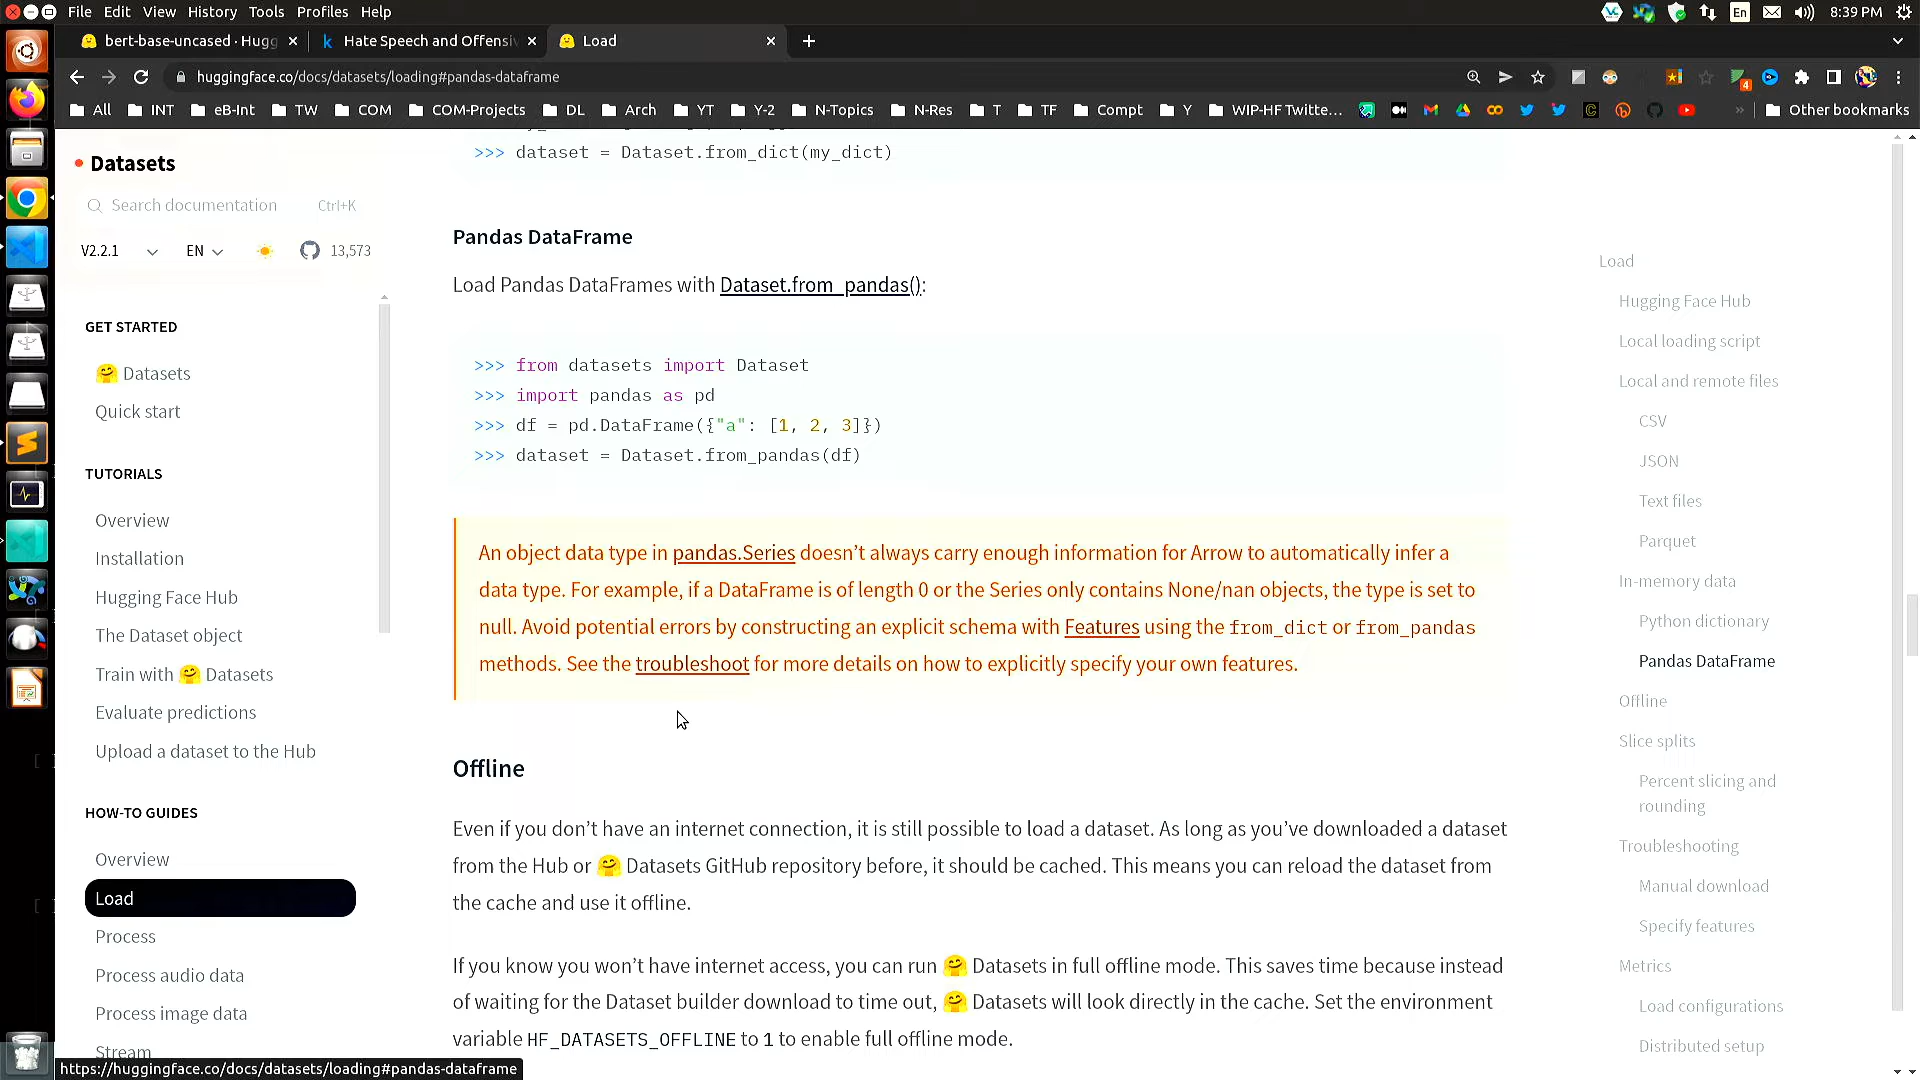 File Edit View History Tools Profiles Help
En 8:39 PM
bert-base-uncased · Hugg
Hate Speech and Offensiv
Load
huggingface.co/docs/datasets/loading#pandas-dataframe
All INT eB-Int TW COM COM-Projects DL Arch YT Y-2 N-Topics N-Res T TF Compt Y WIP-HF Twitte... Other bookmarks
Datasets
Search documentation Ctrl+K
V2.2.1 EN 13,573
GET STARTED
Datasets
Quick start
TUTORIALS
Overview
Installation
Hugging Face Hub
The Dataset object
Train with 🤗 Datasets
Evaluate predictions
Upload a dataset to the Hub
HOW-TO GUIDES
Overview
Load
Process
Process audio data
Process image data
Stream
https://huggingface.co/docs/datasets/loading#pandas-dataframe
>>> dataset = Dataset.from_dict(my_dict)
Pandas DataFrame
Load Pandas DataFrames with Dataset.from_pandas():
>>> from datasets import Dataset
>>> import pandas as pd
>>> df = pd.DataFrame({"a": [1, 2, 3]})
>>> dataset = Dataset.from_pandas(df)
An object data type in pandas.Series doesn't always carry enough information for Arrow to automatically infer a
data type. For example, if a DataFrame is of length 0 or the Series only contains None/nan objects, the type is set to
null. Avoid potential errors by constructing an explicit schema with Features using the from_dict or from_pandas
methods. See the troubleshoot for more details on how to explicitly specify your own features.
Offline
Even if you don't have an internet connection, it is still possible to load a dataset. As long as you've downloaded a dataset
from the Hub or 🤗 Datasets GitHub repository before, it should be cached. This means you can reload the dataset from
the cache and use it offline.
If you know you won't have internet access, you can run 🤗 Datasets in full offline mode. This saves time because instead
of waiting for the Dataset builder download to time out, 🤗 Datasets will look directly in the cache. Set the environment
variable HF_DATASETS_OFFLINE to 1 to enable full offline mode.
Load
Hugging Face Hub
Local loading script
Local and remote files
CSV
JSON
Text files
Parquet
In-memory data
Python dictionary
Pandas DataFrame
Offline
Slice splits
Percent slicing and
rounding
Troubleshooting
Manual download
Specify features
Metrics
Load configurations
Distributed setup